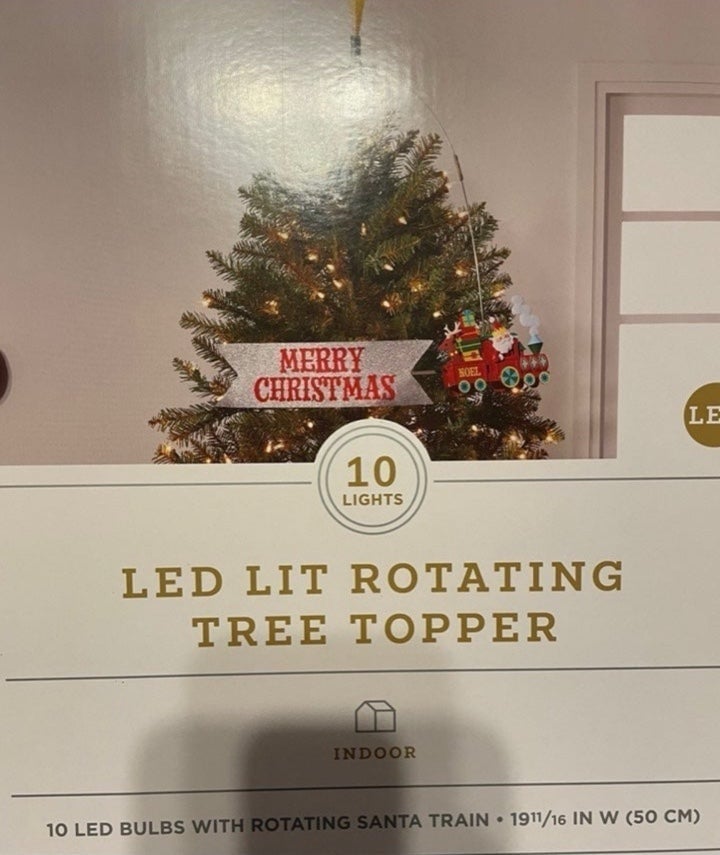 MERRY
CHRISTMAS
NOEL
LE
10
LIGHTS
LED LIT ROTATING
TREE TOPPER
INDOOR
10 LED BULBS WITH ROTATING SANTA TRAIN • 19 11/16 IN W (50 CM)